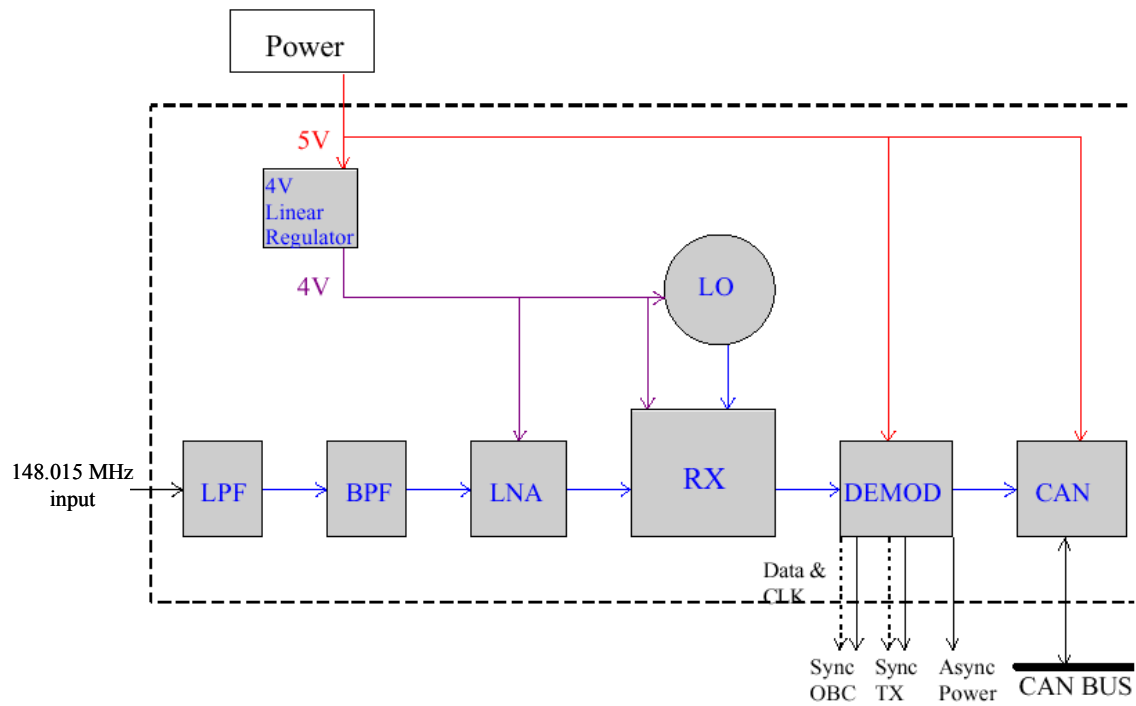 Power
5V
4V
Linear
Regulator
4V
LO
148.015 MHz
input
LPF
BPF
LNA
RX
DEMOD
CAN
Data &
CLK
Sync
OBC
Sync
TX
Async
Power
CAN BUS